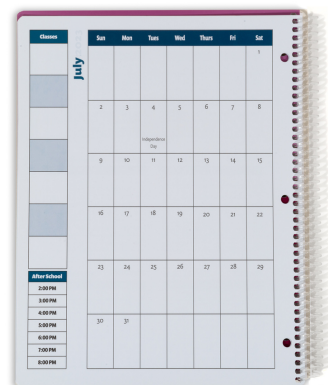 Classes
July
Sun Mon Tues Wed Thurs Fri Sat
1
2 3 4 5 6 7 8
Independence
Day
9 10 11 12 13 14 15
16 17 18 19 20 21 22
23 24 25 26 27 28 29
30 31
After School
2:00 PM
3:00 PM
4:00 PM
5:00 PM
6:00 PM
7:00 PM
8:00 PM